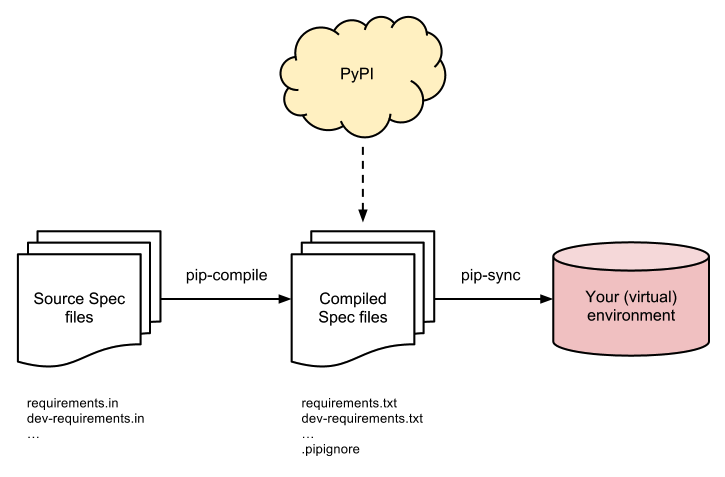 PyPI
pip-compile
pip-sync
Source Spec
files
Compiled
Spec files
Your (virtual)
environment
requirements.in
dev-requirements.in
...
requirements.txt
dev-requirements.txt
...
.pipignore